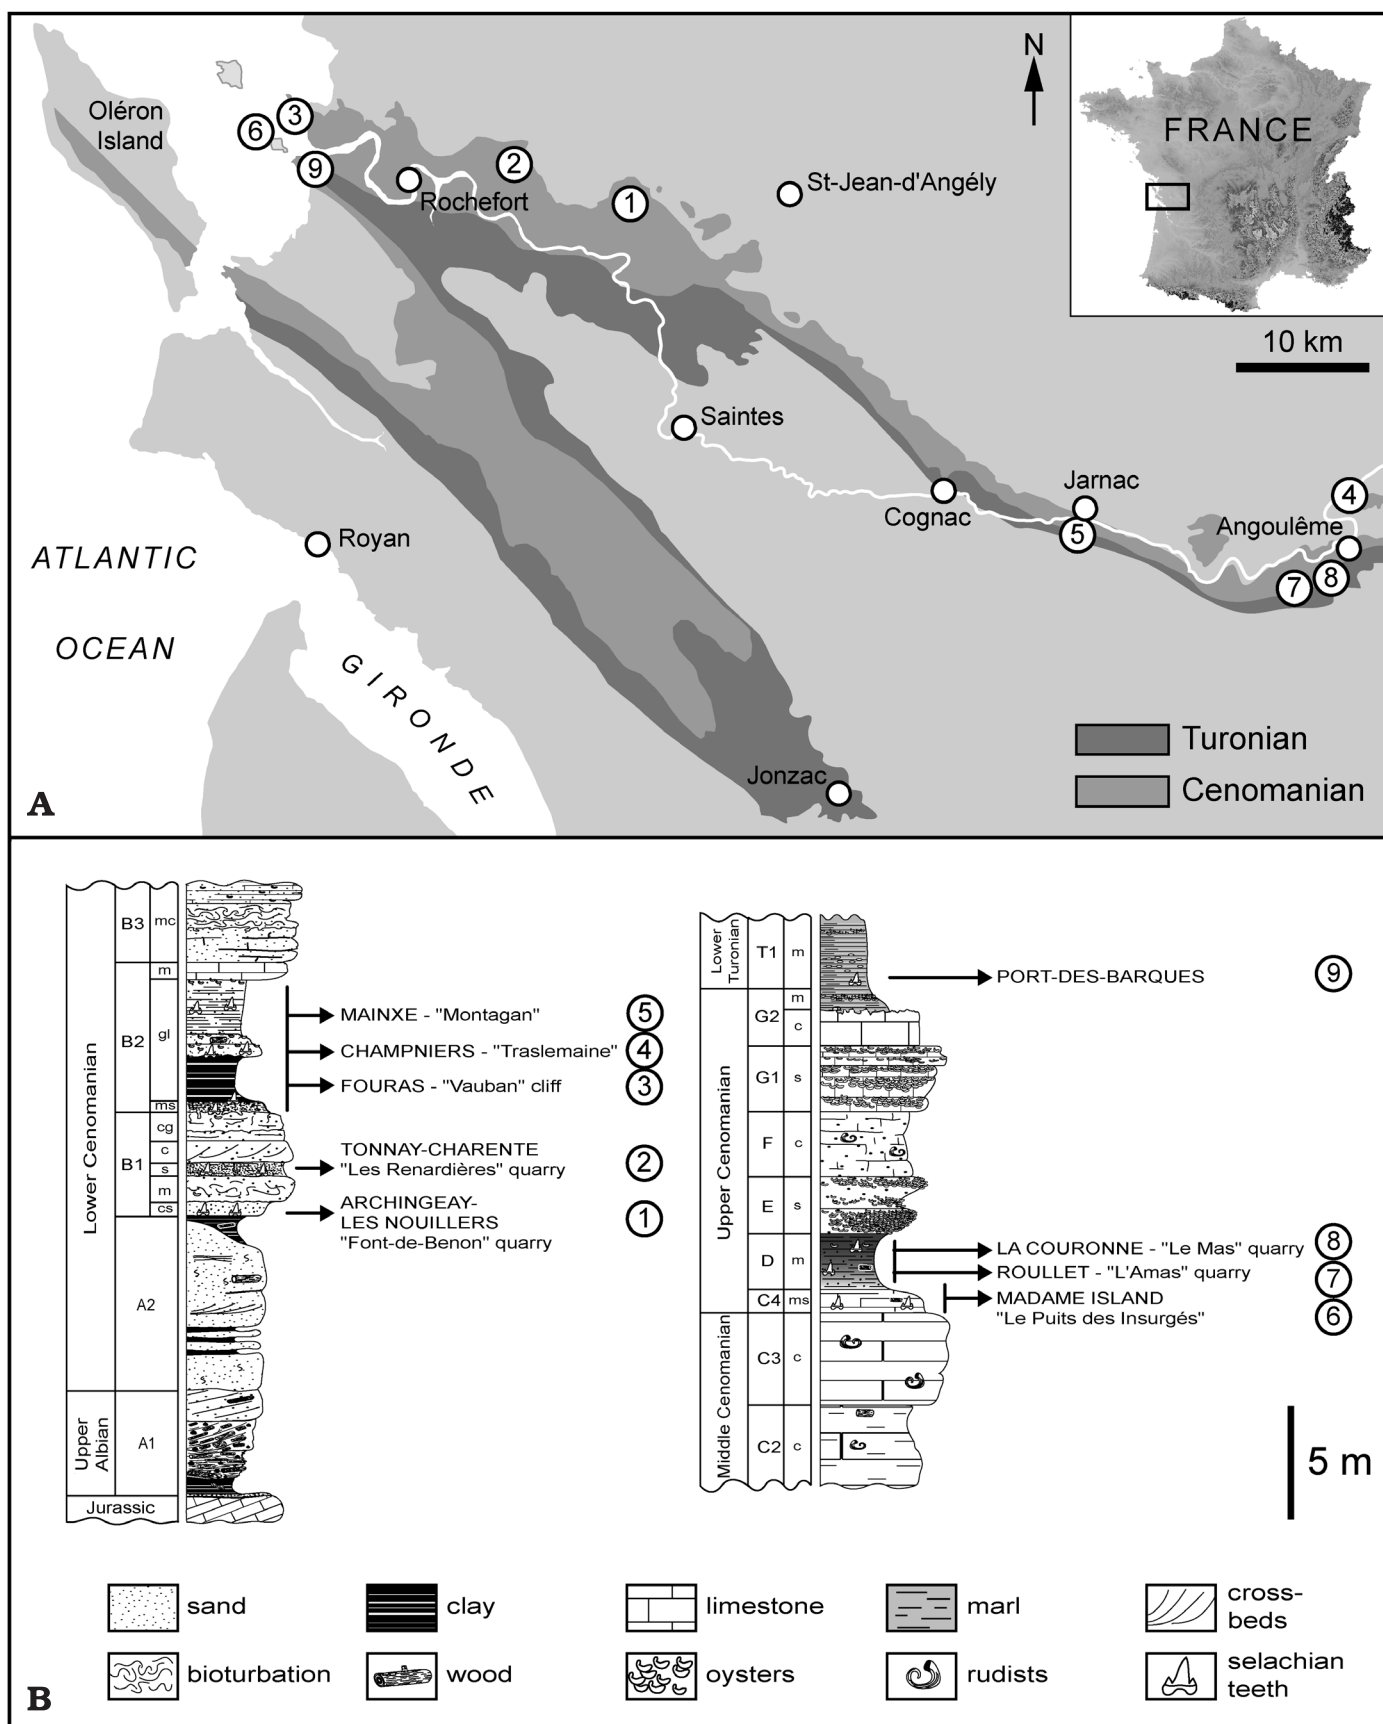 Oléron
Island
3
6
9
Rochefort
2
1
St-Jean-d'Angély
N
FRANCE
10 km
Saintes
Cognac
Jarnac
5
4
Angoulême
7
8
Royan
ATLANTIC
OCEAN
GIRONDE
Jonzac
Turonian
Cenomanian
A
Lower Cenomanian
Upper
Albian
Jurassic
B3
mc
B2
m
gl
ms
B1
cg
c
s
m
cs
A2
A1
s
s
s
s
s
s
MAINXE - "Montagan"
5
CHAMPNIERS - "Traslemaine"
4
FOURAS - "Vauban" cliff
3
TONNAY-CHARENTE
"Les Renardières" quarry
2
ARCHINGEAY-
LES NOUILLERS
"Font-de-Benon" quarry
1
Lower
Turonian
Upper Cenomanian
Middle Cenomanian
T1
m
G2
m
c
G1
s
F
c
E
s
D
m
C4
ms
C3
c
C2
c
PORT-DES-BARQUES
9
LA COURONNE - "Le Mas" quarry
8
ROULLET - "L'Amas" quarry
7
MADAME ISLAND
"Le Puits des Insurgés"
6
5 m
sand
clay
limestone
marl
cross-
beds
bioturbation
wood
oysters
rudists
selachian
teeth
B